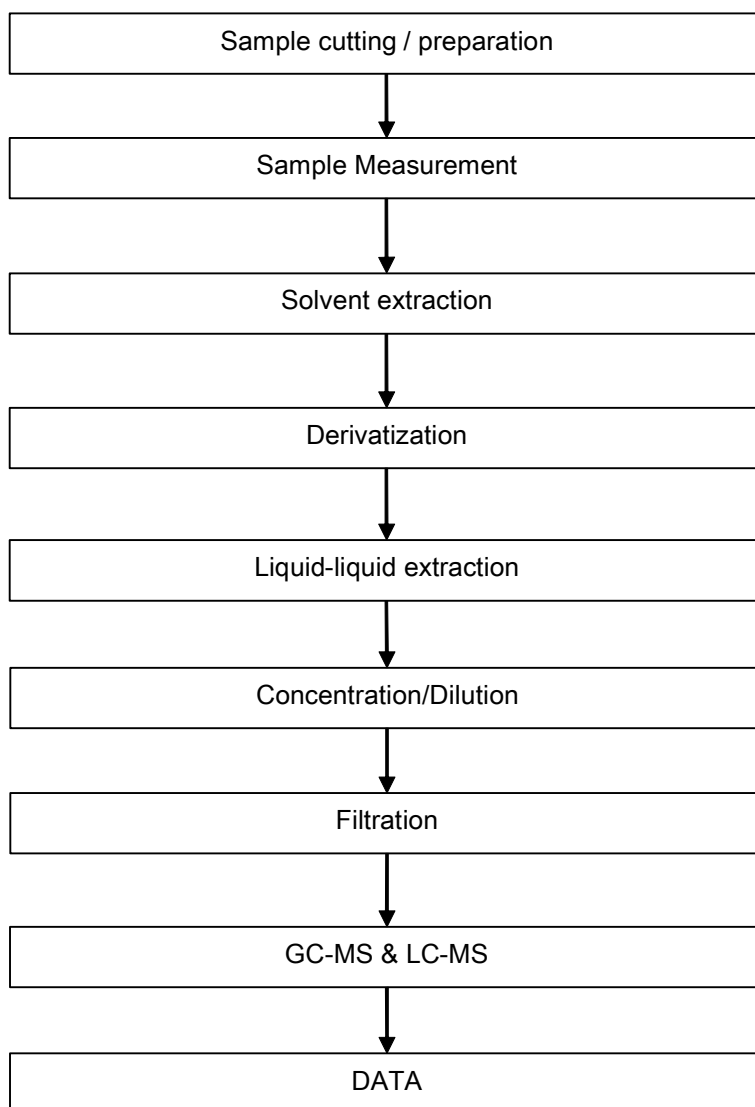 Sample cutting / preparation
Sample Measurement
Solvent extraction
Derivatization
Liquid-liquid extraction
Concentration/Dilution
Filtration
GC-MS & LC-MS
DATA